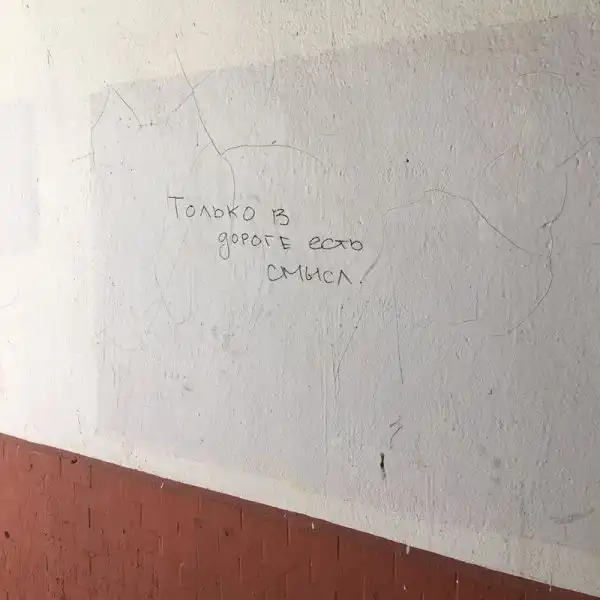 Только в
дороге есть
смысл.